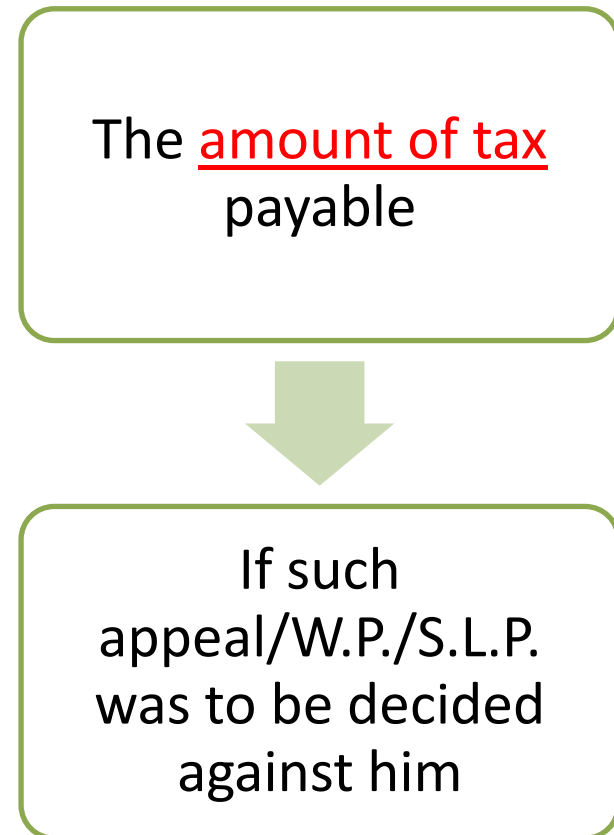 The amount of tax
payable
If such
appeal/W.P./S.L.P.
was to be decided
against him